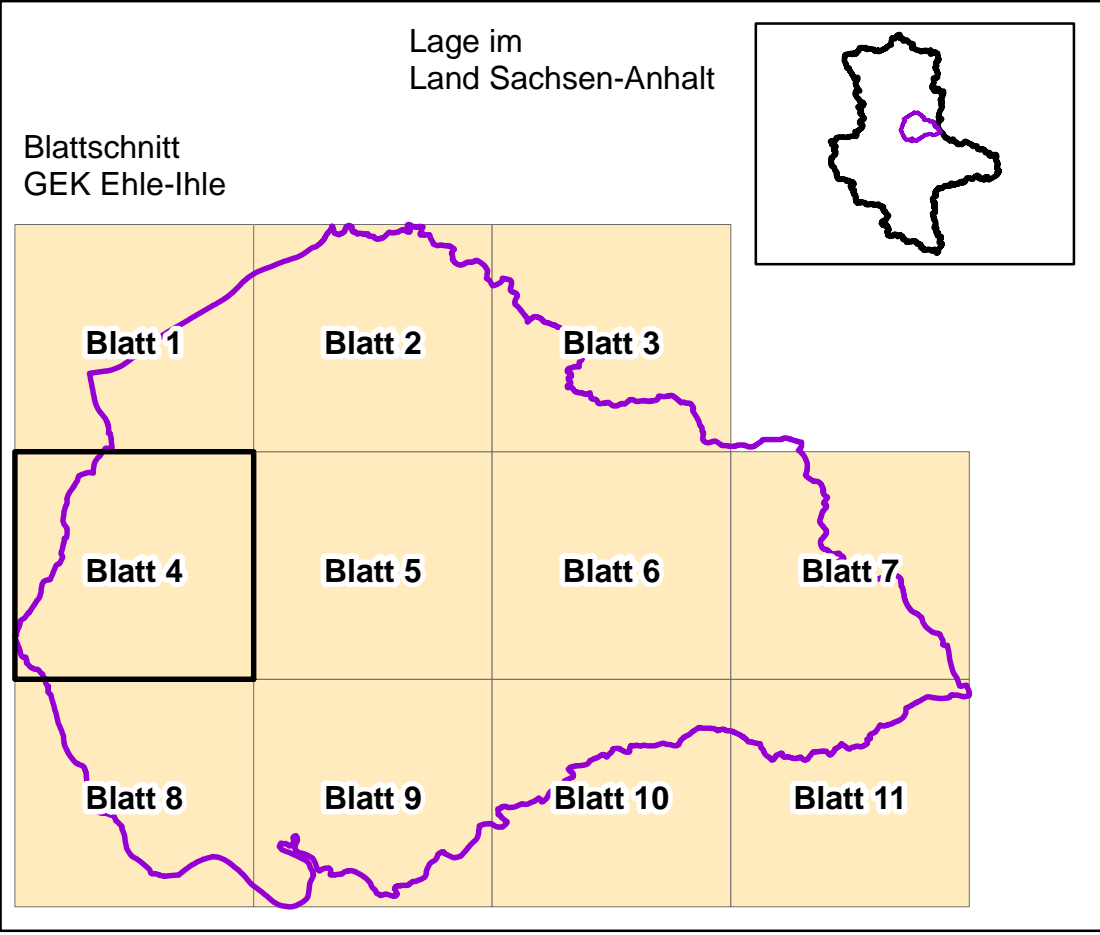 Lage im
Land Sachsen-Anhalt
Blattschnitt
GEK Ehle-Ihle
Blatt 1
Blatt 2
Blatt 3
Blatt 4
Blatt 5
Blatt 6
Blatt 7
Blatt 8
Blatt 9
Blatt 10
Blatt 11